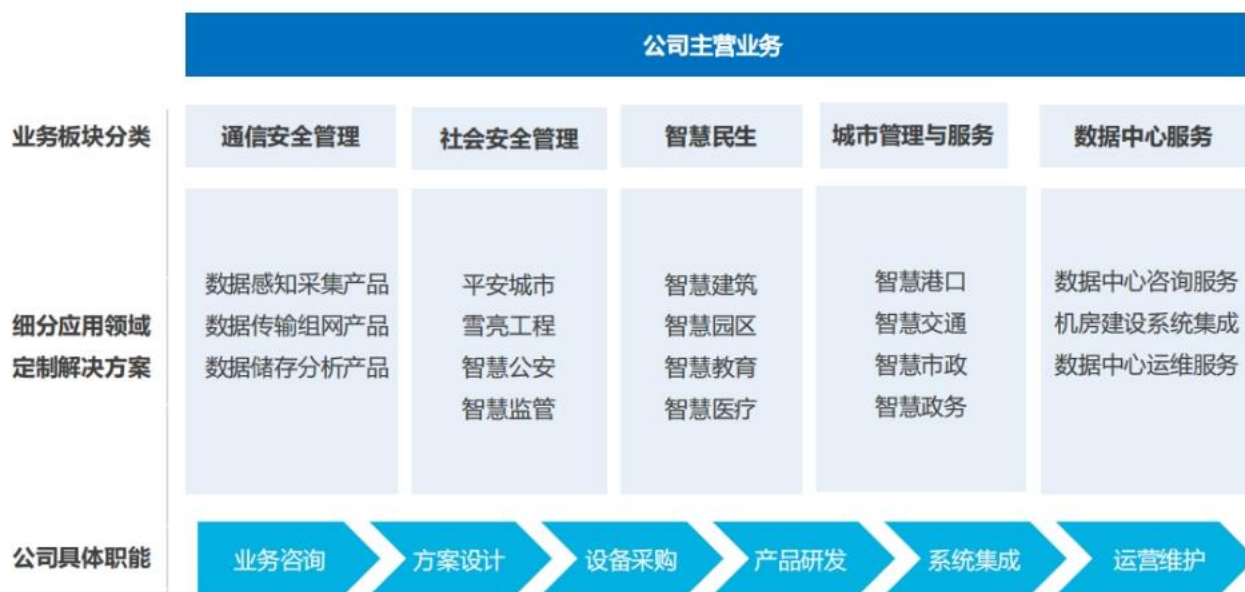 公司主营业务
业务板块分类
通信安全管理
社会安全管理
智慧民生
城市管理与服务
数据中心服务
细分应用领域
定制解决方案
数据感知采集产品
数据传输组网产品
数据储存分析产品
平安城市
雪亮工程
智慧公安
智慧监管
智慧建筑
智慧园区
智慧教育
智慧医疗
智慧港口
智慧交通
智慧市政
智慧政务
数据中心咨询服务
机房建设系统集成
数据中心运维服务
公司具体职能
业务咨询
方案设计
设备采购
产品研发
系统集成
运营维护